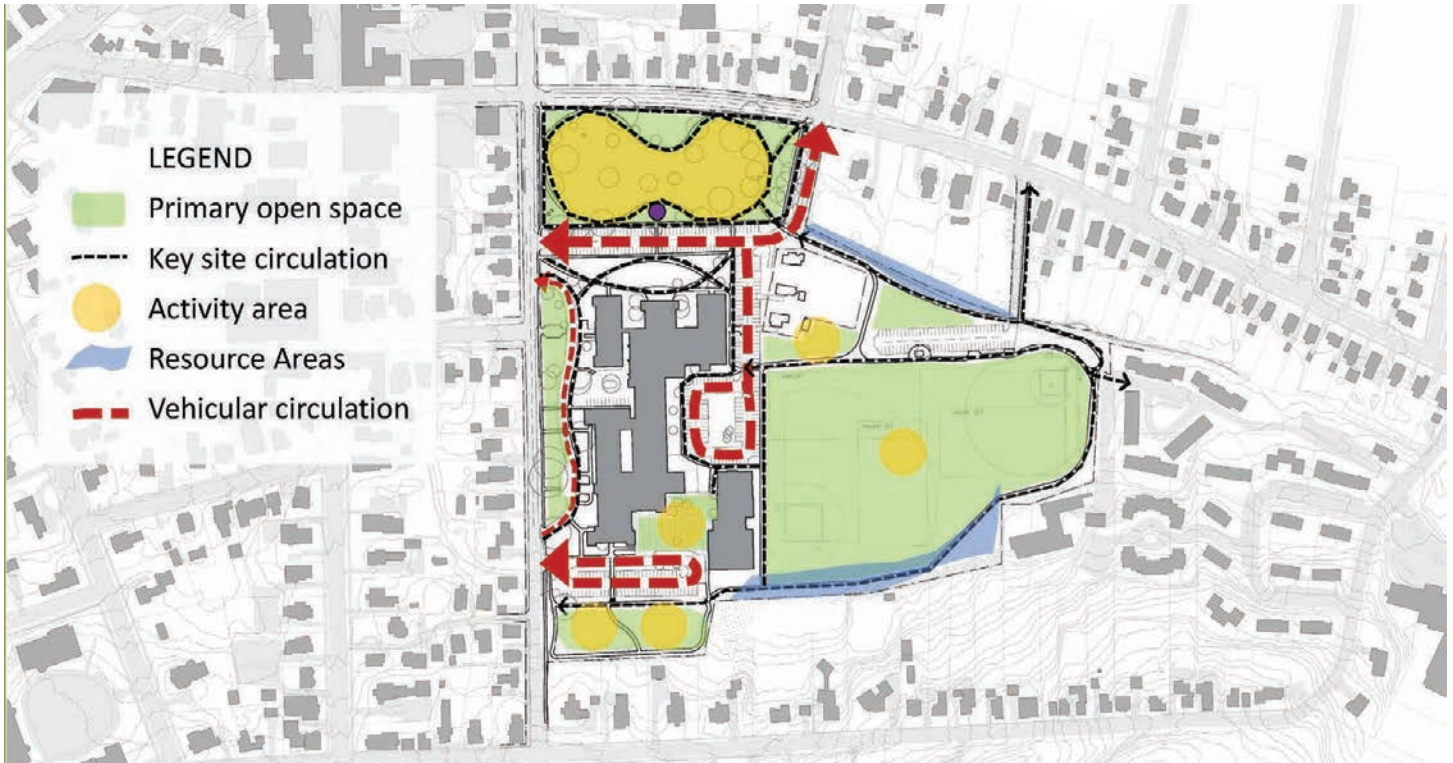 LEGEND
Primary open space
Key site circulation
Activity area
Resource Areas
Vehicular circulation